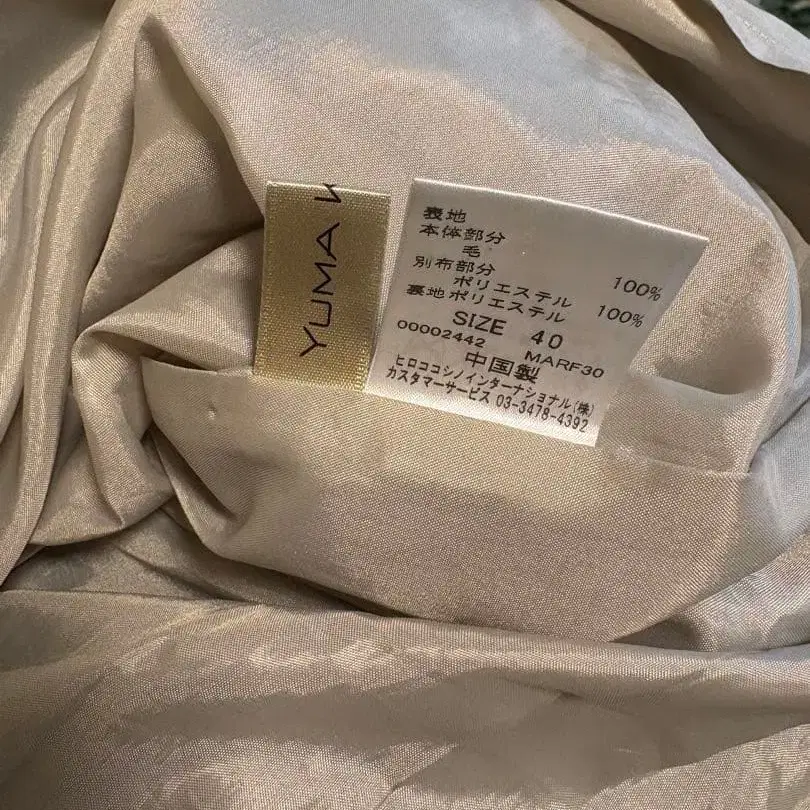 YUMA
表地
本体部分
毛 100%
別布部分
ポリエステル 100%
裏地ポリエステル
SIZE 40
00002442 MARF30
中国製
ヒロココシノインターナショナル(株)
カスタマーサービス 03-3478-4392